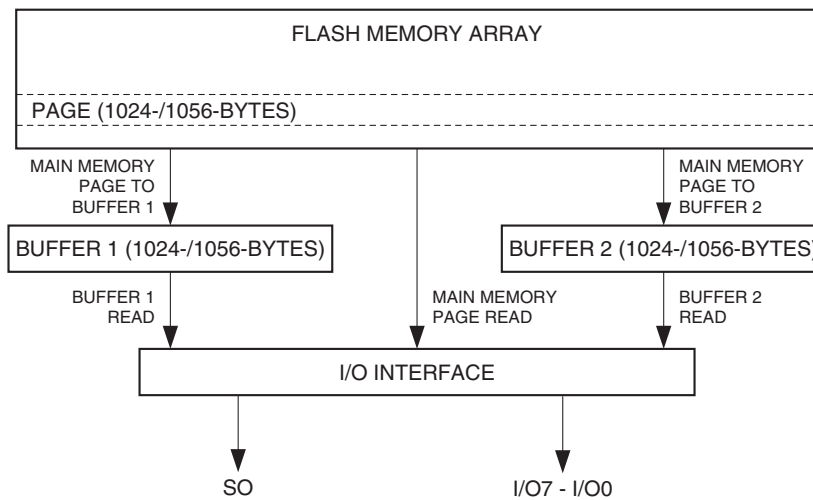 FLASH MEMORY ARRAY
PAGE (1024-/1056-BYTES)
MAIN MEMORY
PAGE TO
BUFFER 1
MAIN MEMORY
PAGE TO
BUFFER 2
BUFFER 1 (1024-/1056-BYTES)
BUFFER 2 (1024-/1056-BYTES)
BUFFER 1
READ
MAIN MEMORY
PAGE READ
BUFFER 2
READ
I/O INTERFACE
SO
I/O7 - I/O0